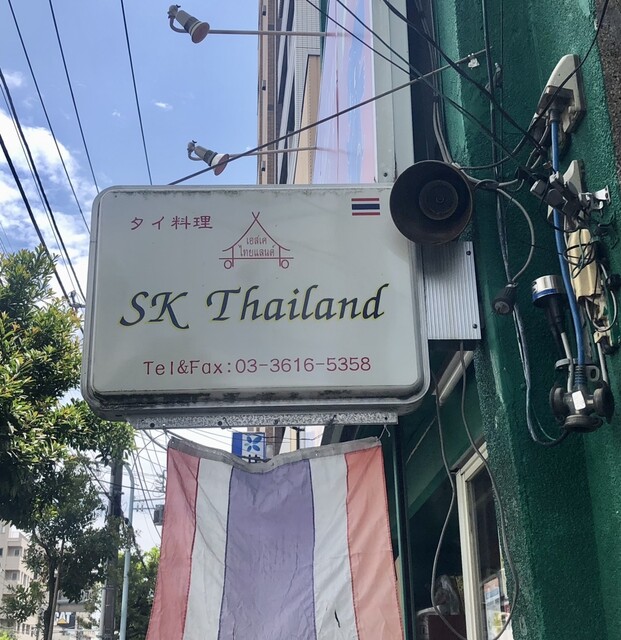 タイ料理
เอสเค
ไทยแลนด์
SK Thailand
Tel&Fax:03-3616-5358